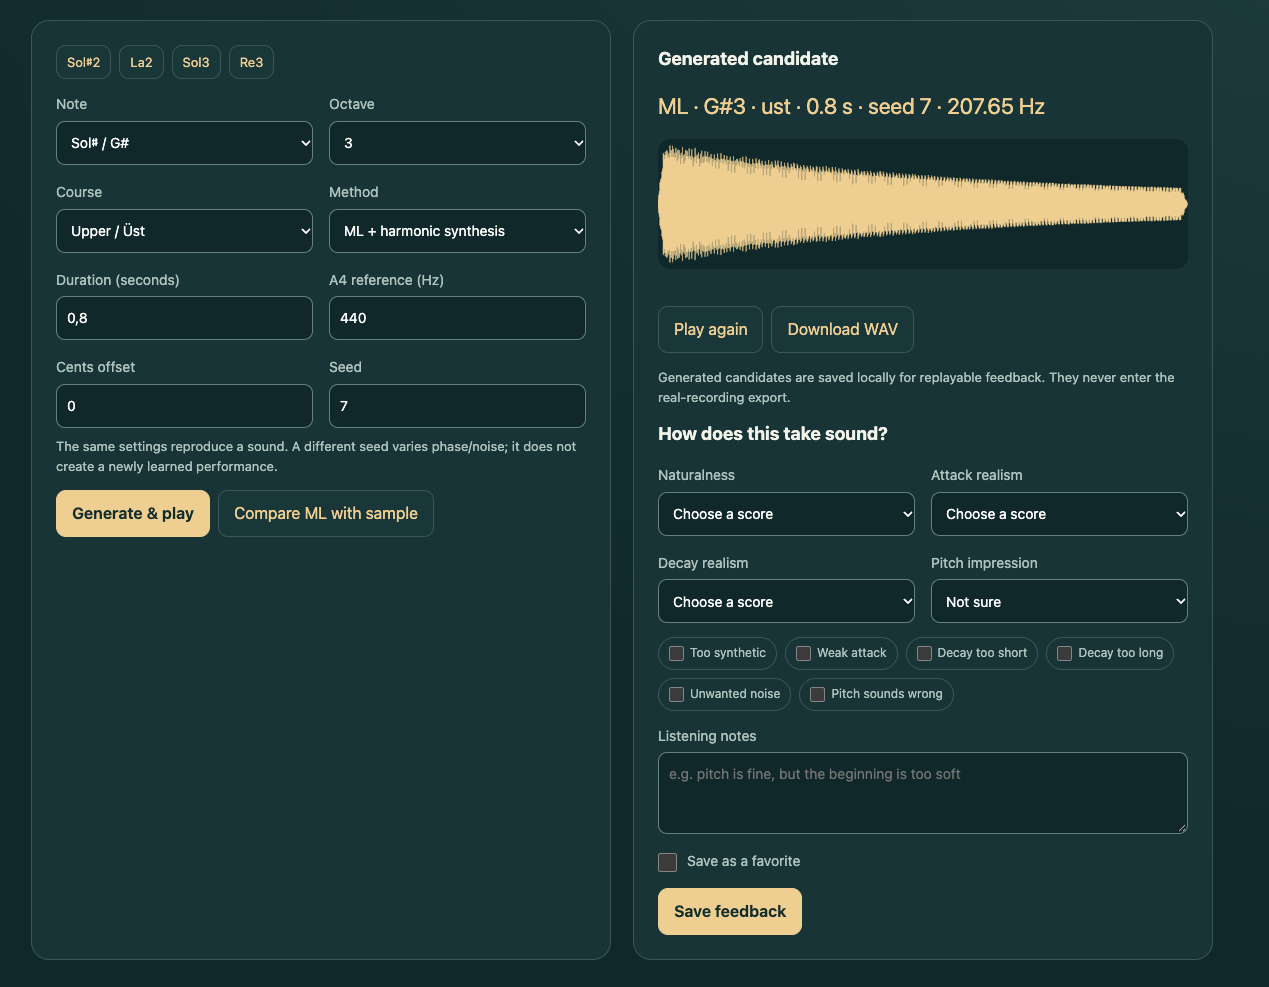 Sol#2
La2
Sol3
Re3
Note
Octave
Sol# / G#
3
Course
Method
Upper / Üst
ML + harmonic synthesis
Duration (seconds)
A4 reference (Hz)
0,8
440
Cents offset
Seed
0
7
The same settings reproduce a sound. A different seed varies phase/noise; it does not
create a newly learned performance.
Generate & play
Compare ML with sample
Generated candidate
ML · G#3 · ust · 0.8 s · seed 7 · 207.65 Hz
Play again
Download WAV
Generated candidates are saved locally for replayable feedback. They never enter the
real-recording export.
How does this take sound?
Naturalness
Attack realism
Choose a score
Choose a score
Decay realism
Pitch impression
Choose a score
Not sure
Too synthetic
Weak attack
Decay too short
Decay too long
Unwanted noise
Pitch sounds wrong
Listening notes
e.g. pitch is fine, but the beginning is too soft
Save as a favorite
Save feedback